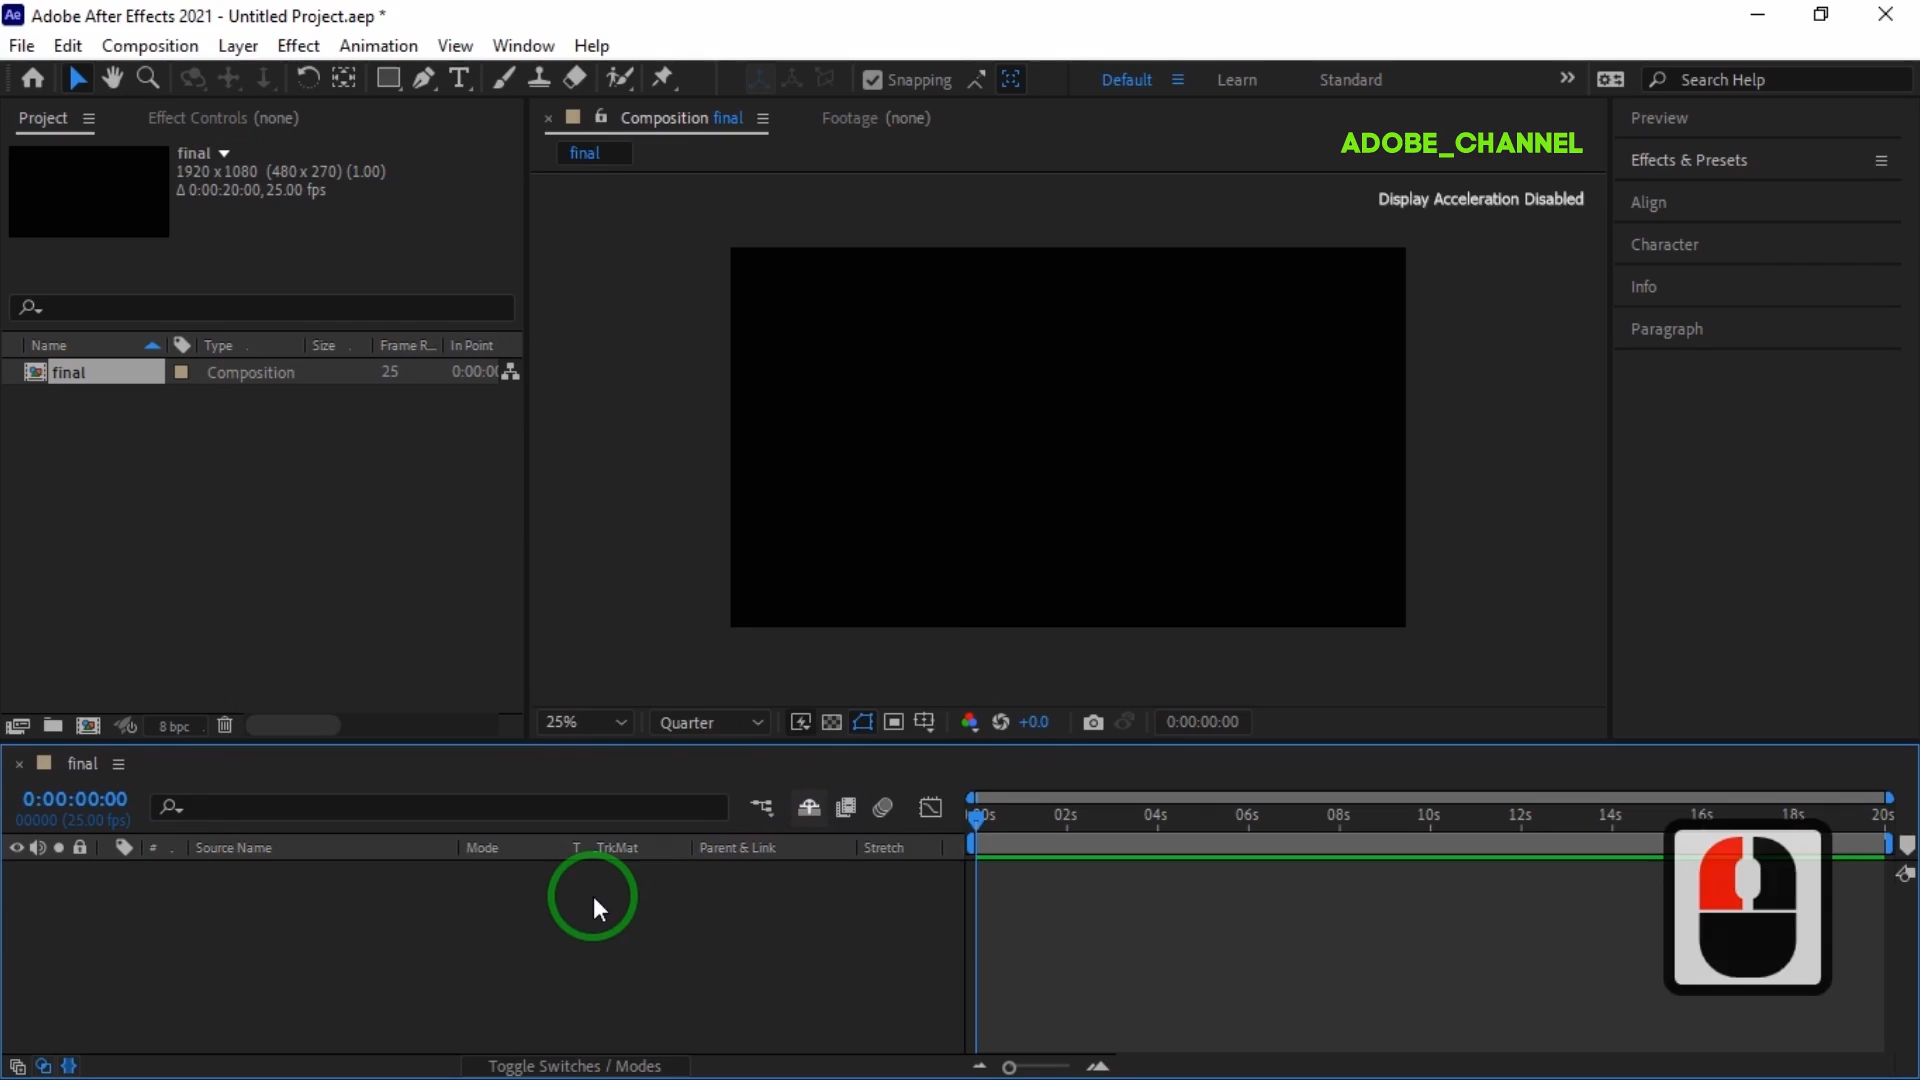 Ae Adobe After Effects 2021 - Untitled Project.aep *
File Edit Composition Layer Effect Animation View Window Help
T Snapping Default Learn Standard Search Help
Project Effect Controls (none)
final
1920 x 1080 (480 x 270) (1.00)
Δ 0:00:20:00, 25.00 fps
Name Type Size Frame R... In Point
final Composition 25 0:00:00
8 bpc
Composition final Footage (none)
final
ADOBE_CHANNEL
Display Acceleration Disabled
25% Quarter +0.0 0:00:00:00
Preview
Effects & Presets
Align
Character
Info
Paragraph
final
0:00:00:00
00000 (25.00 fps)
# Source Name Mode T .TrkMat Parent & Link Stretch
00s 02s 04s 06s 08s 10s 12s 14s 16s 18s 20s
Toggle Switches / Modes